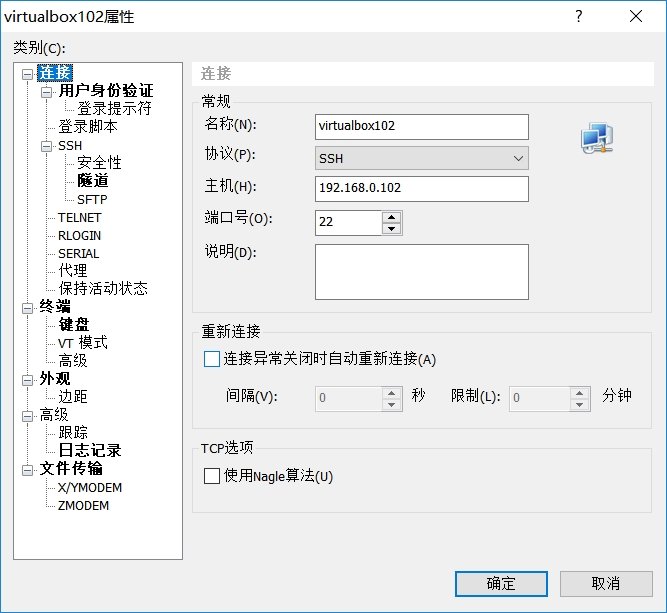 virtualbox102属性
类别(C):
连接
用户身份验证
登录提示符
登录脚本
SSH
安全性
隧道
SFTP
TELNET
RLOGIN
SERIAL
代理
保持活动状态
终端
键盘
VT 模式
高级
外观
边距
高级
跟踪
日志记录
文件传输
X/YMODEM
ZMODEM
连接
常规
名称(N): virtualbox102
协议(P): SSH
主机(H): 192.168.0.102
端口号(O): 22
说明(D):
重新连接
连接异常关闭时自动重新连接(A)
间隔(V): 0 秒 限制(L): 0 分钟
TCP选项
使用Nagle算法(U)
确定 取消